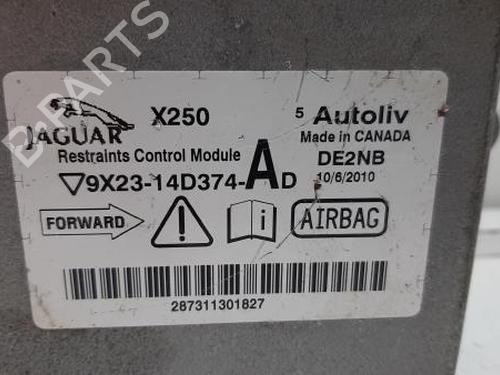 B-Parts
JAGUAR
X250
5 Autoliv
Made in CANADA
Restraints Control Module
DE2NB
9X23-14D374-AD
10/6/2010
FORWARD
AIRBAG
287311301827